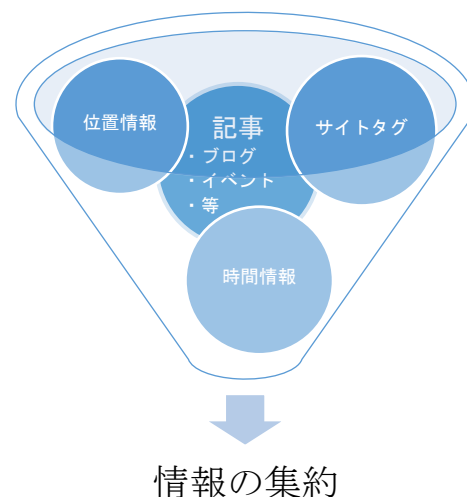 位置情報
記事
・ブログ
・イベント
・等
サイトタグ
時間情報
情報の集約